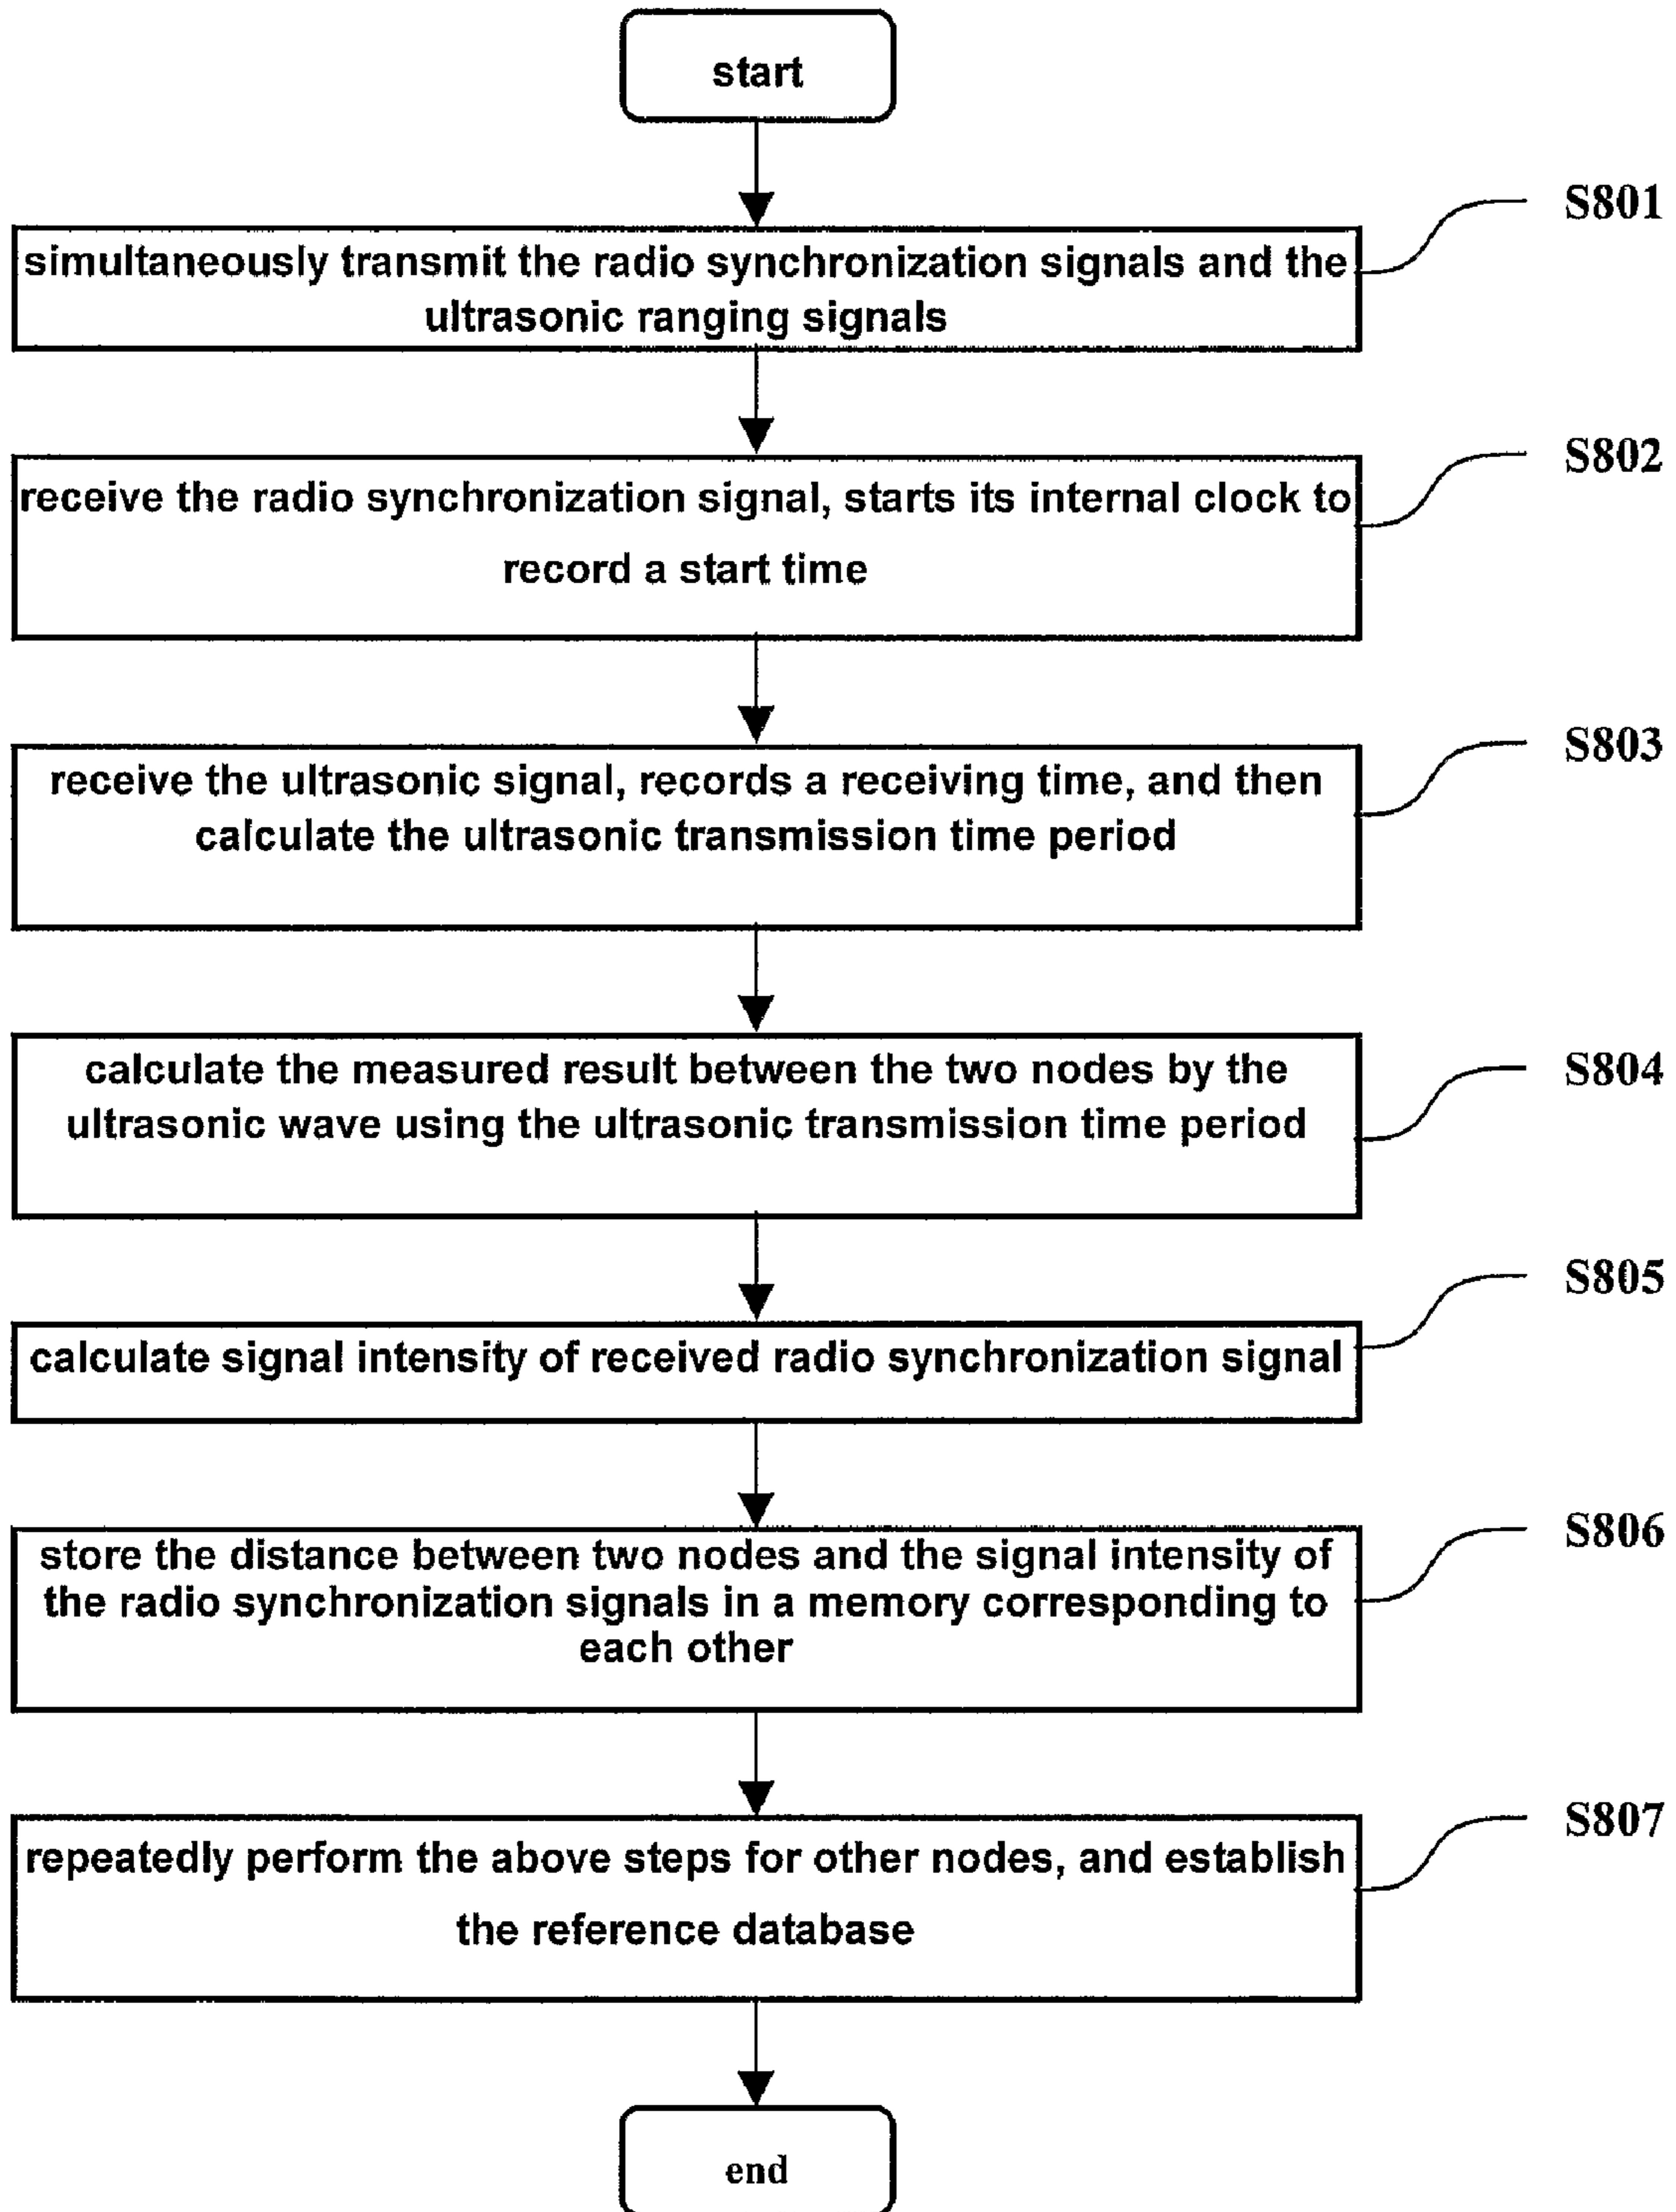 start
S801
simultaneously transmit the radio synchronization signals and the
ultrasonic ranging signals
S802
receive the radio synchronization signal, starts its internal clock to
record a start time
S803
receive the ultrasonic signal, records a receiving time, and then
calculate the ultrasonic transmission time period
S804
calculate the measured result between the two nodes by the
ultrasonic wave using the ultrasonic transmission time period
S805
calculate signal intensity of received radio synchronization signal
S806
store the distance between two nodes and the signal intensity of
the radio synchronization signals in a memory corresponding to
each other
S807
repeatedly perform the above steps for other nodes, and establish
the reference database
end